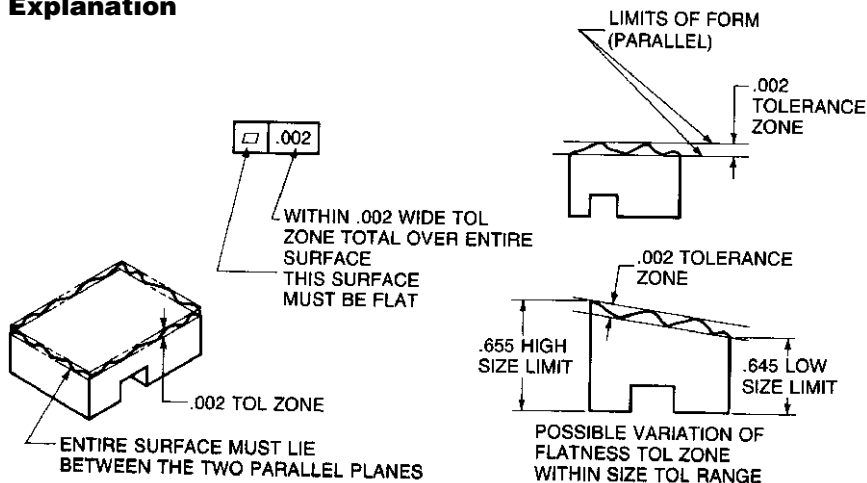 Explanation
LIMITS OF FORM
(PARALLEL)
.002
TOLERANCE
ZONE
.002
WITHIN .002 WIDE TOL
ZONE TOTAL OVER ENTIRE
SURFACE
THIS SURFACE
MUST BE FLAT
.002 TOLERANCE
ZONE
.655 HIGH
SIZE LIMIT
.645 LOW
SIZE LIMIT
.002 TOL ZONE
ENTIRE SURFACE MUST LIE
BETWEEN THE TWO PARALLEL PLANES
POSSIBLE VARIATION OF
FLATNESS TOL ZONE
WITHIN SIZE TOL RANGE